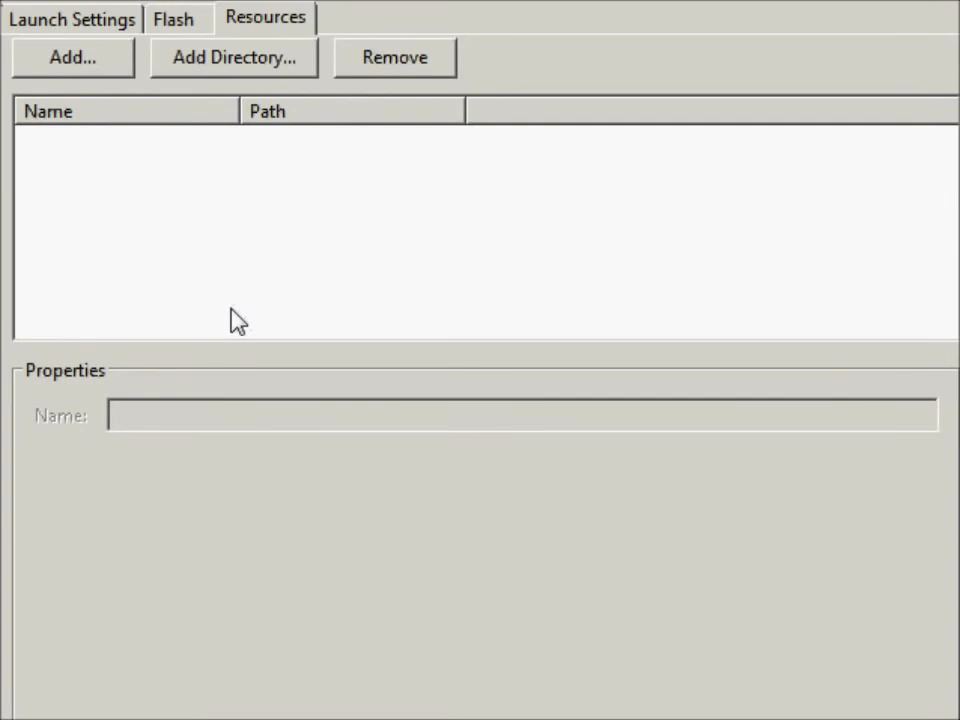 Launch Settings Flash Resources
Add... Add Directory... Remove
Name Path
Properties
Name: